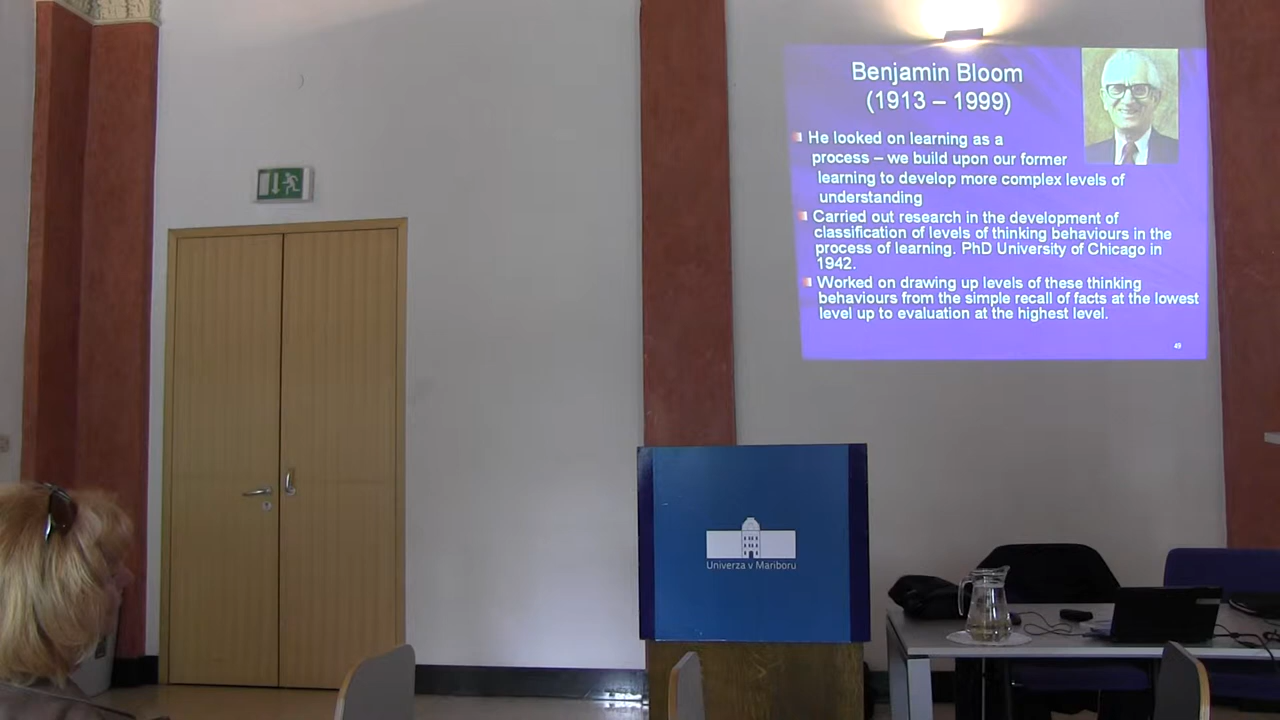 Benjamin Bloom
(1913 – 1999)
He looked on learning as a
process – we build upon our former
learning to develop more complex levels of
understanding
Carried out research in the development of
classification of levels of thinking behaviours in the
process of learning. PhD University of Chicago in
1942.
Worked on drawing up levels of these thinking
behaviours from the simple recall of facts at the lowest
level up to evaluation at the highest level.
49
Univerza v Mariboru